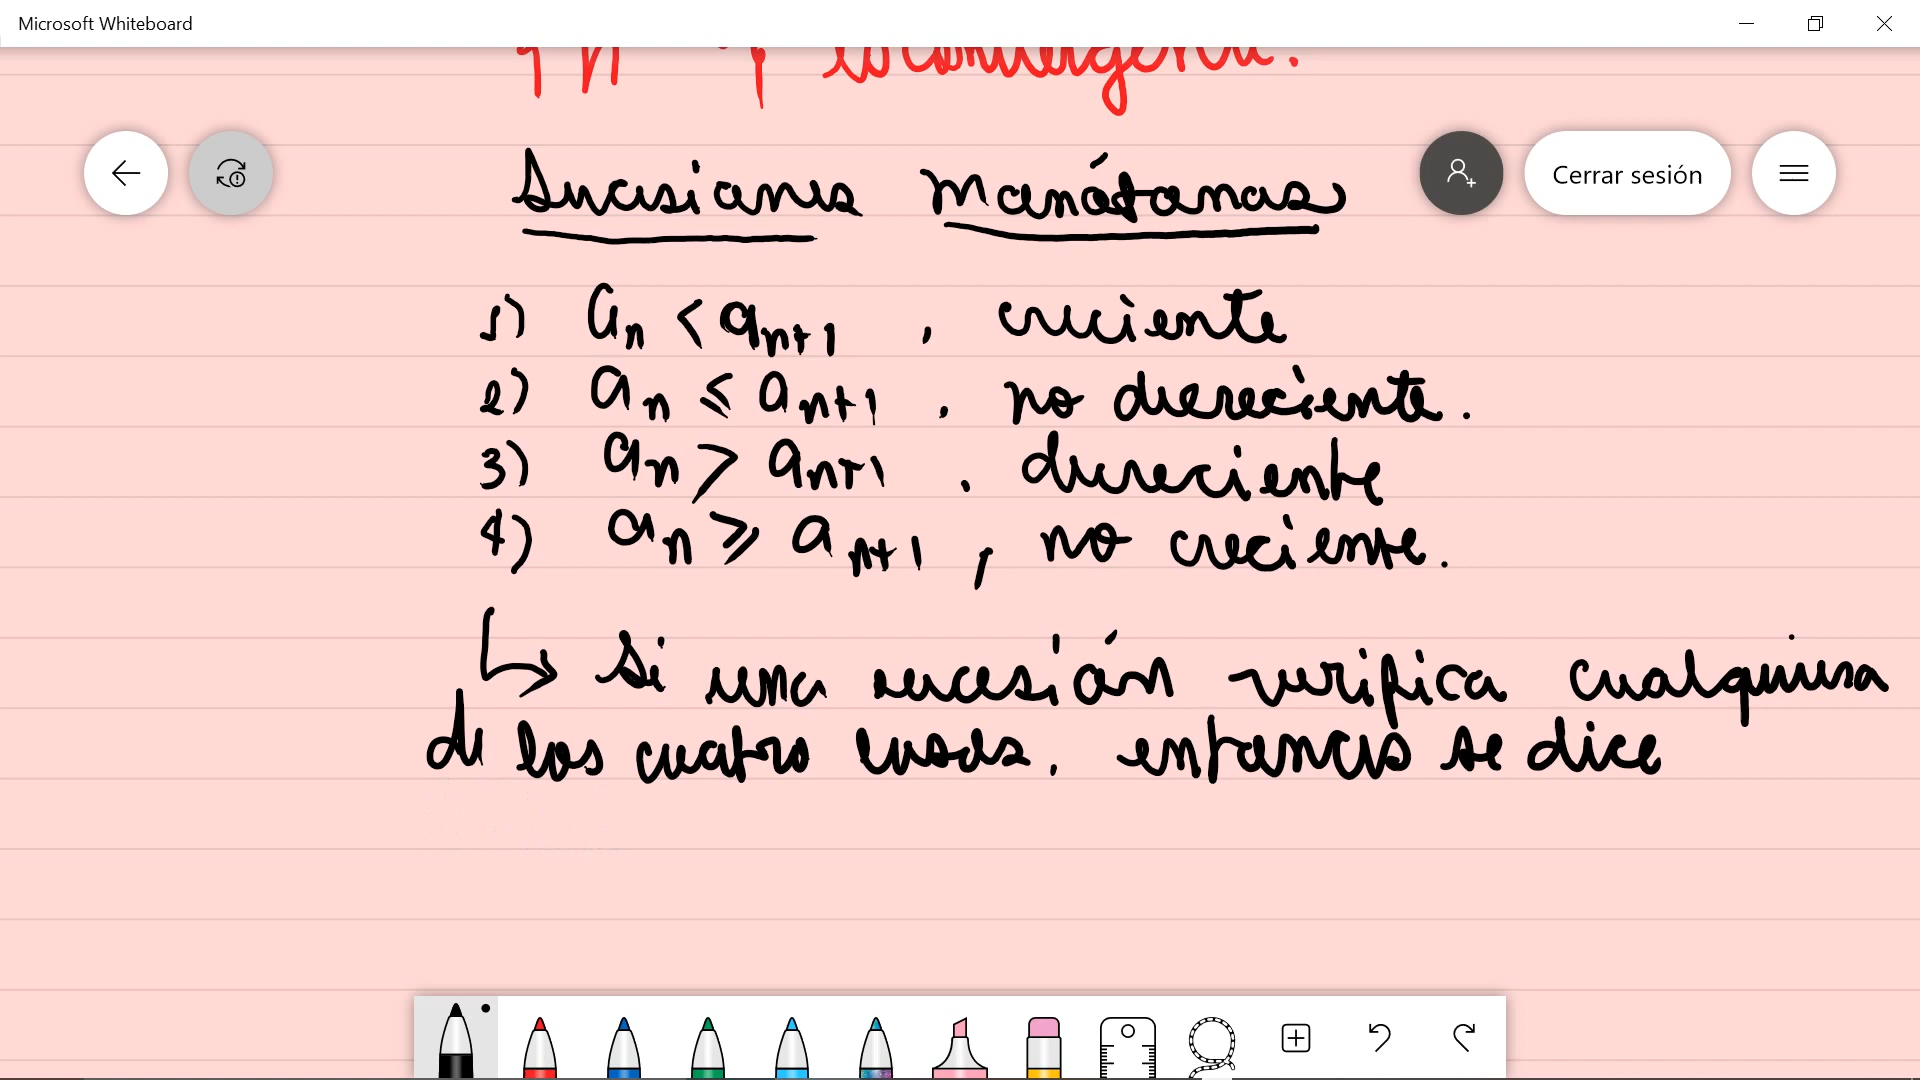 Microsoft Whiteboard
la convergencia.
Cerrar sesión
Sucesiones Monótonas
1) an < an+1 , creciente
2) an ≤ an+1 , no decreciente.
3) an > an+1 , decreciente
4) an ≥ an+1 , no creciente.
↳ Si una sucesión verifica cualquiera
de los cuatro casos, entonces se dice